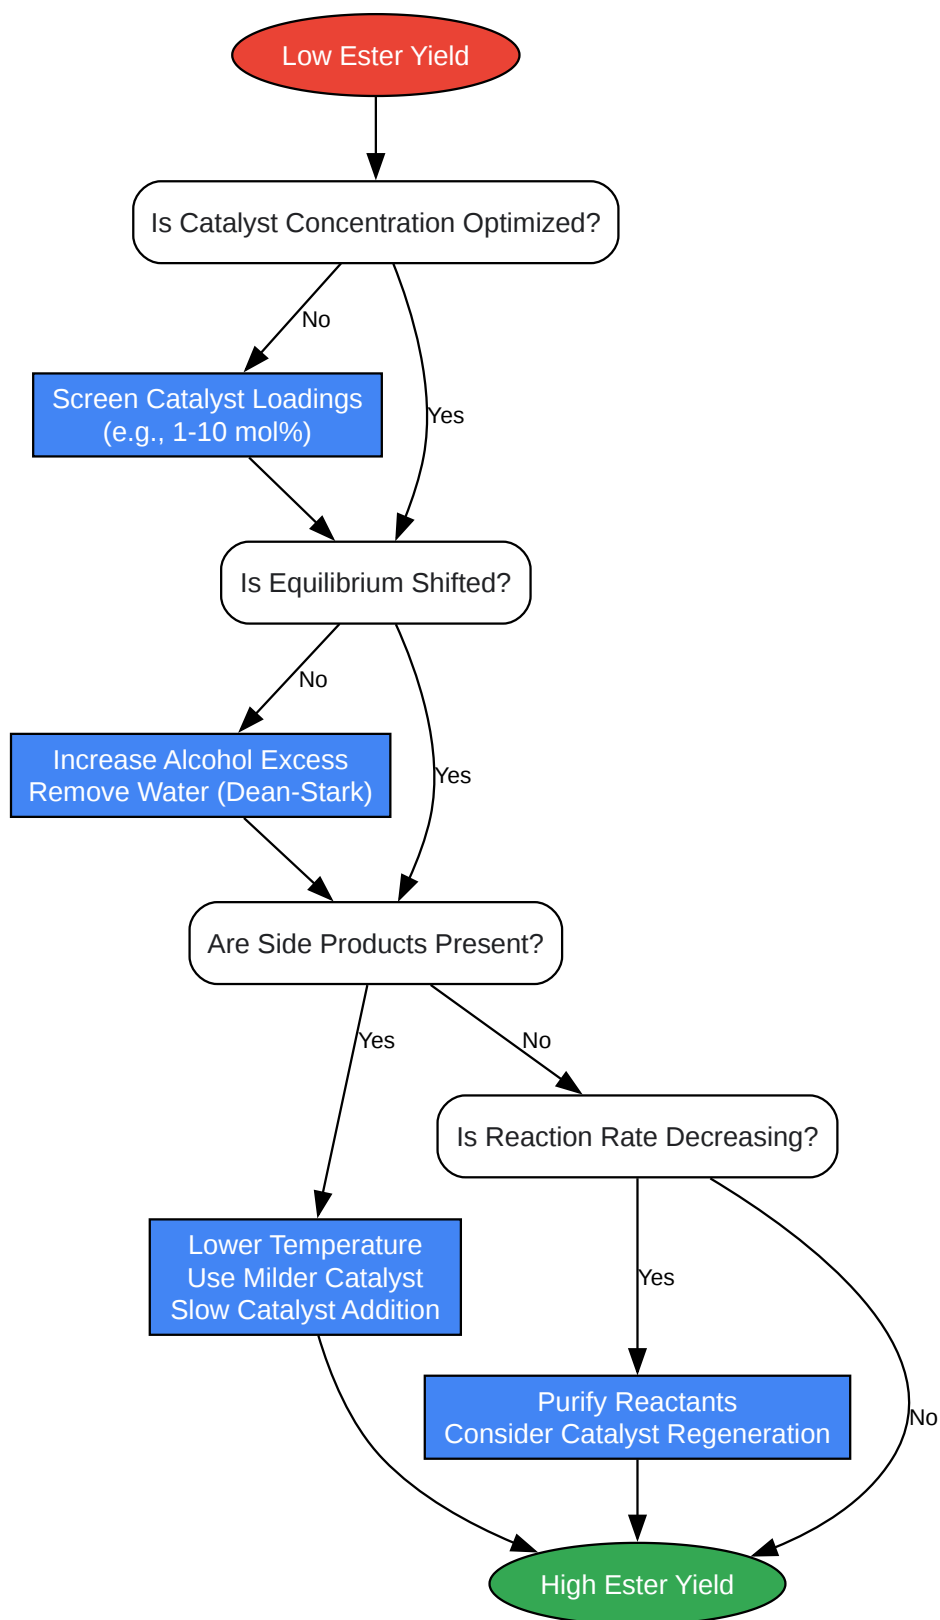 Low Ester Yield
Is Catalyst Concentration Optimized?
No
Screen Catalyst Loadings
(e.g., 1-10 mol%)
Yes
Is Equilibrium Shifted?
No
Increase Alcohol Excess
Remove Water (Dean-Stark)
Yes
Are Side Products Present?
Yes
No
Is Reaction Rate Decreasing?
Lower Temperature
Use Milder Catalyst
Slow Catalyst Addition
Yes
Purify Reactants
Consider Catalyst Regeneration
No
High Ester Yield